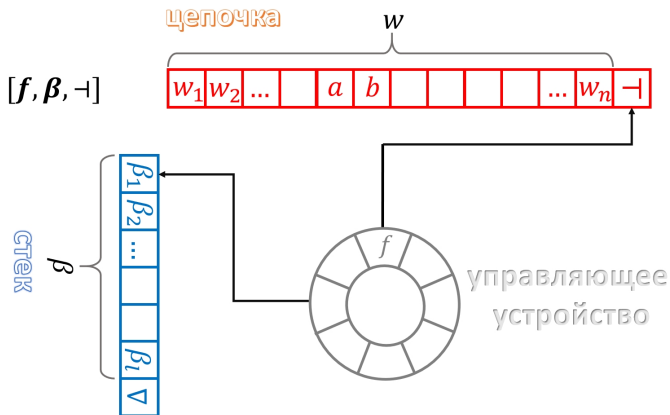 цепочка
w
[f, β, ⊣]
w₁ w₂ ... a b ... wₙ ⊣
β₁
β₂
...
βₗ
∇
β
стек
f
управляющее
устройство